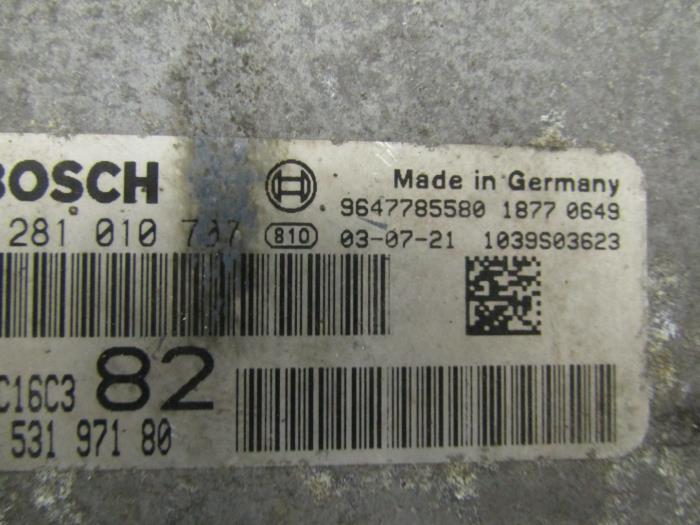 BOSCH
Made in Germany
9647785580 1877 0649
281 010 810 03-07-21 1039S03623
C16C3 82
531 971 80